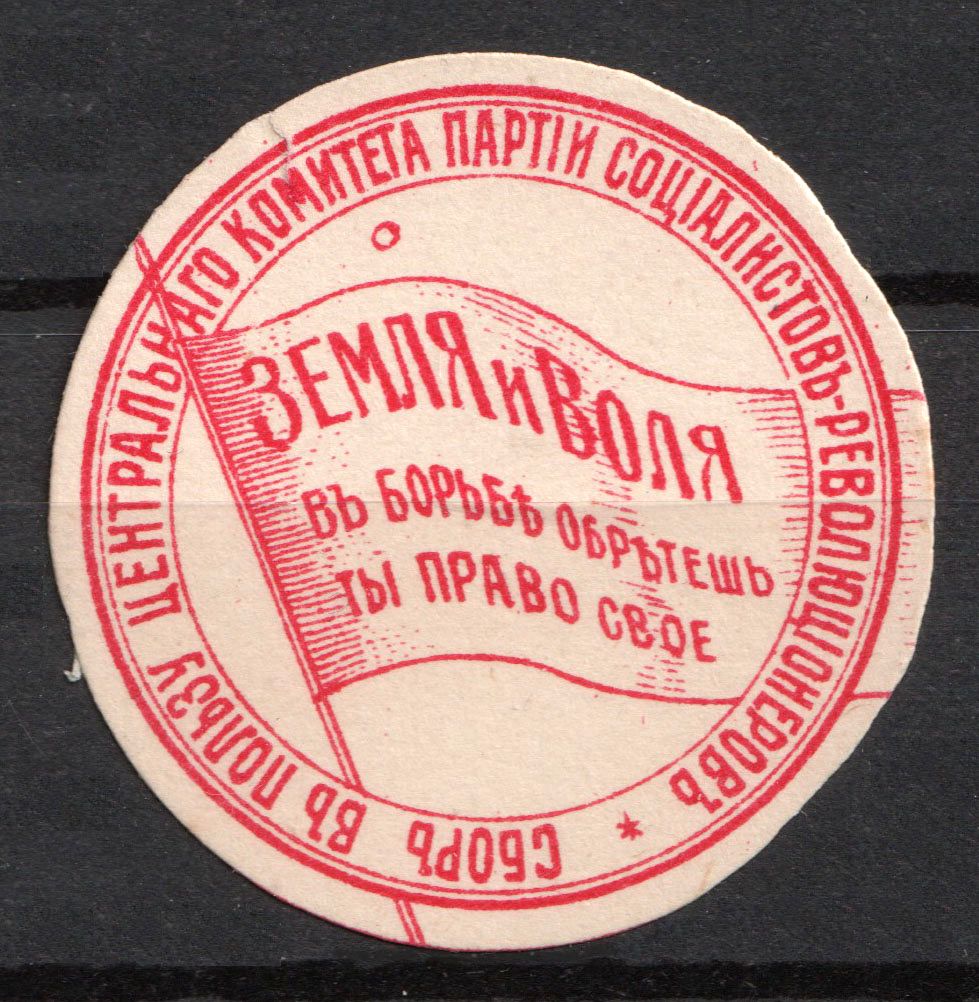 СБОРЪ ВЪ ПОЛЬЗУ ЦЕНТРАЛЬНАГО КОМИТЕТА ПАРТІИ СОЦІАЛИСТОВЪ-РЕВОЛЮЦІОНЕРОВЪ *
ЗЕМЛЯ и ВОЛЯ
ВЪ БОРЬБѢ ОБРѢТЕШЬ
ТЫ ПРАВО СВОЕ